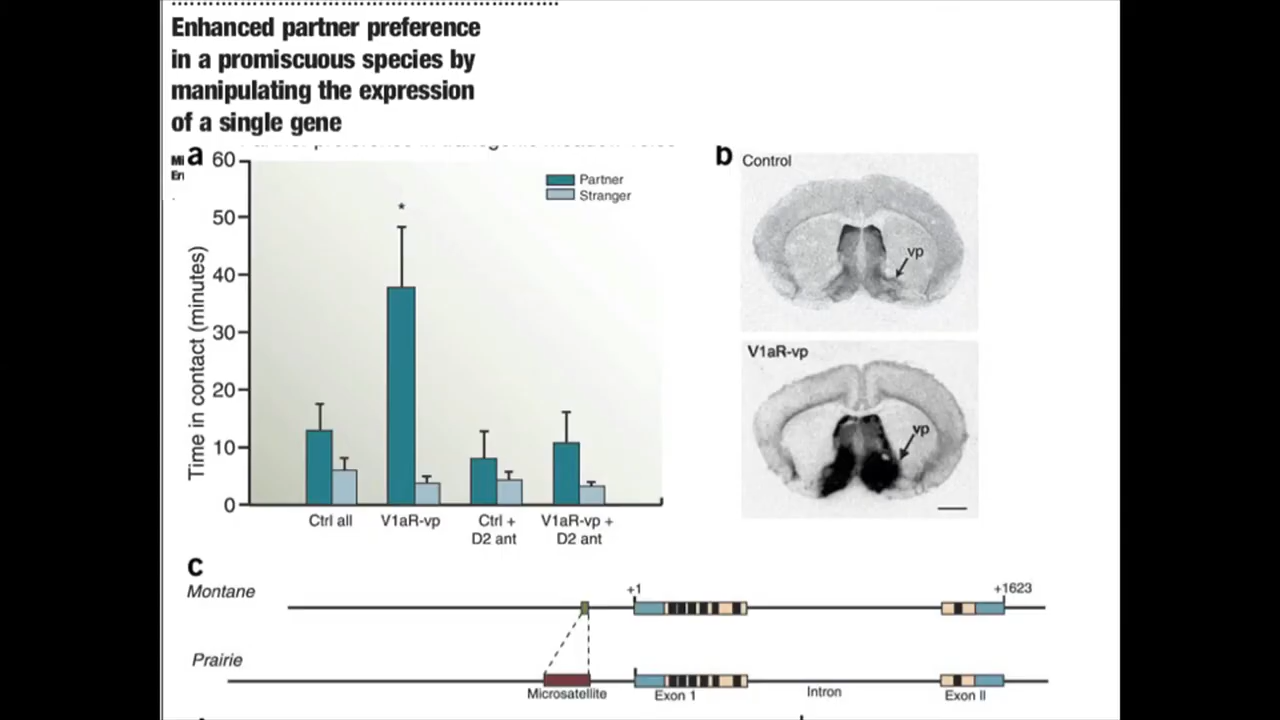 Enhanced partner preference
in a promiscuous species by
manipulating the expression
of a single gene
Mi
En
a
60
50
40
30
20
10
0
Time in contact (minutes)
Partner
Stranger
*
Ctrl all
V1aR-vp
Ctrl +
D2 ant
V1aR-vp +
D2 ant
b
Control
vp
V1aR-vp
vp
c
Montane
+1
+1623
Prairie
Microsatellite
Exon 1
Intron
Exon II